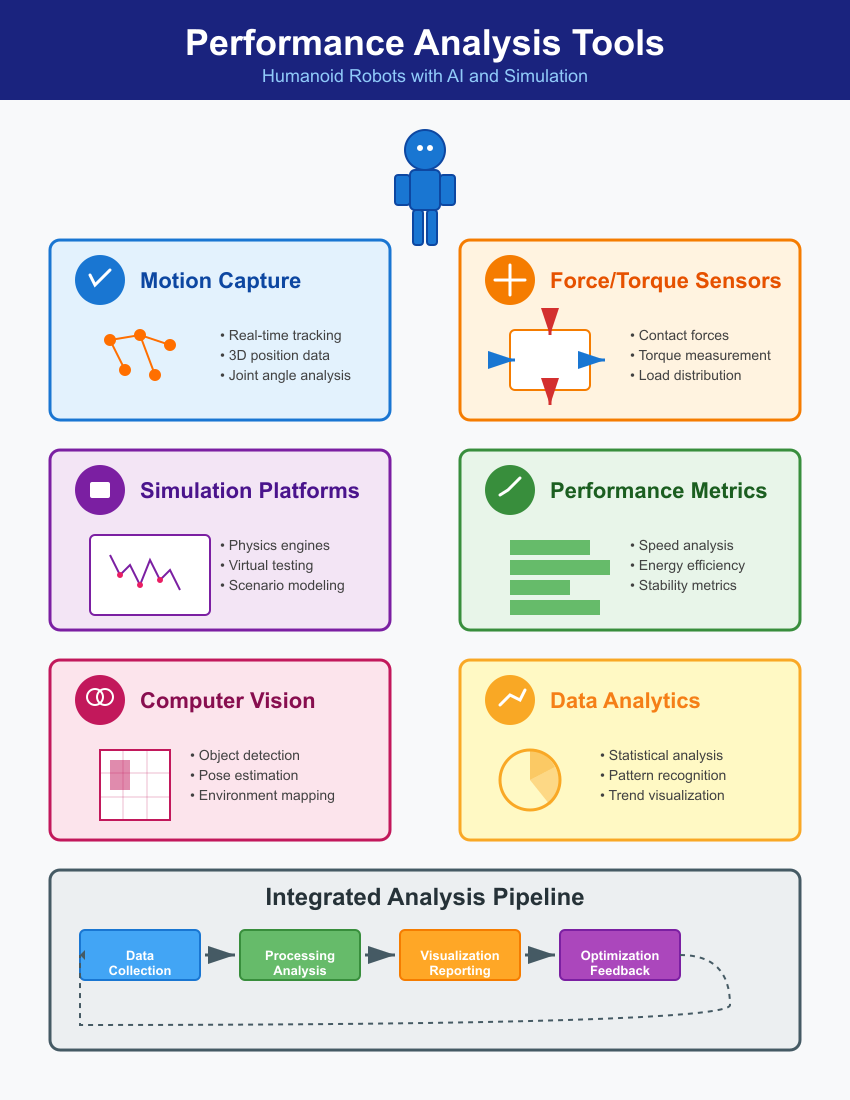 Performance Analysis Tools
Humanoid Robots with AI and Simulation
Motion Capture
• Real-time tracking
• 3D position data
• Joint angle analysis
Force/Torque Sensors
• Contact forces
• Torque measurement
• Load distribution
Simulation Platforms
• Physics engines
• Virtual testing
• Scenario modeling
Performance Metrics
• Speed analysis
• Energy efficiency
• Stability metrics
Computer Vision
• Object detection
• Pose estimation
• Environment mapping
Data Analytics
• Statistical analysis
• Pattern recognition
• Trend visualization
Integrated Analysis Pipeline
Data
Collection
Processing
Analysis
Visualization
Reporting
Optimization
Feedback